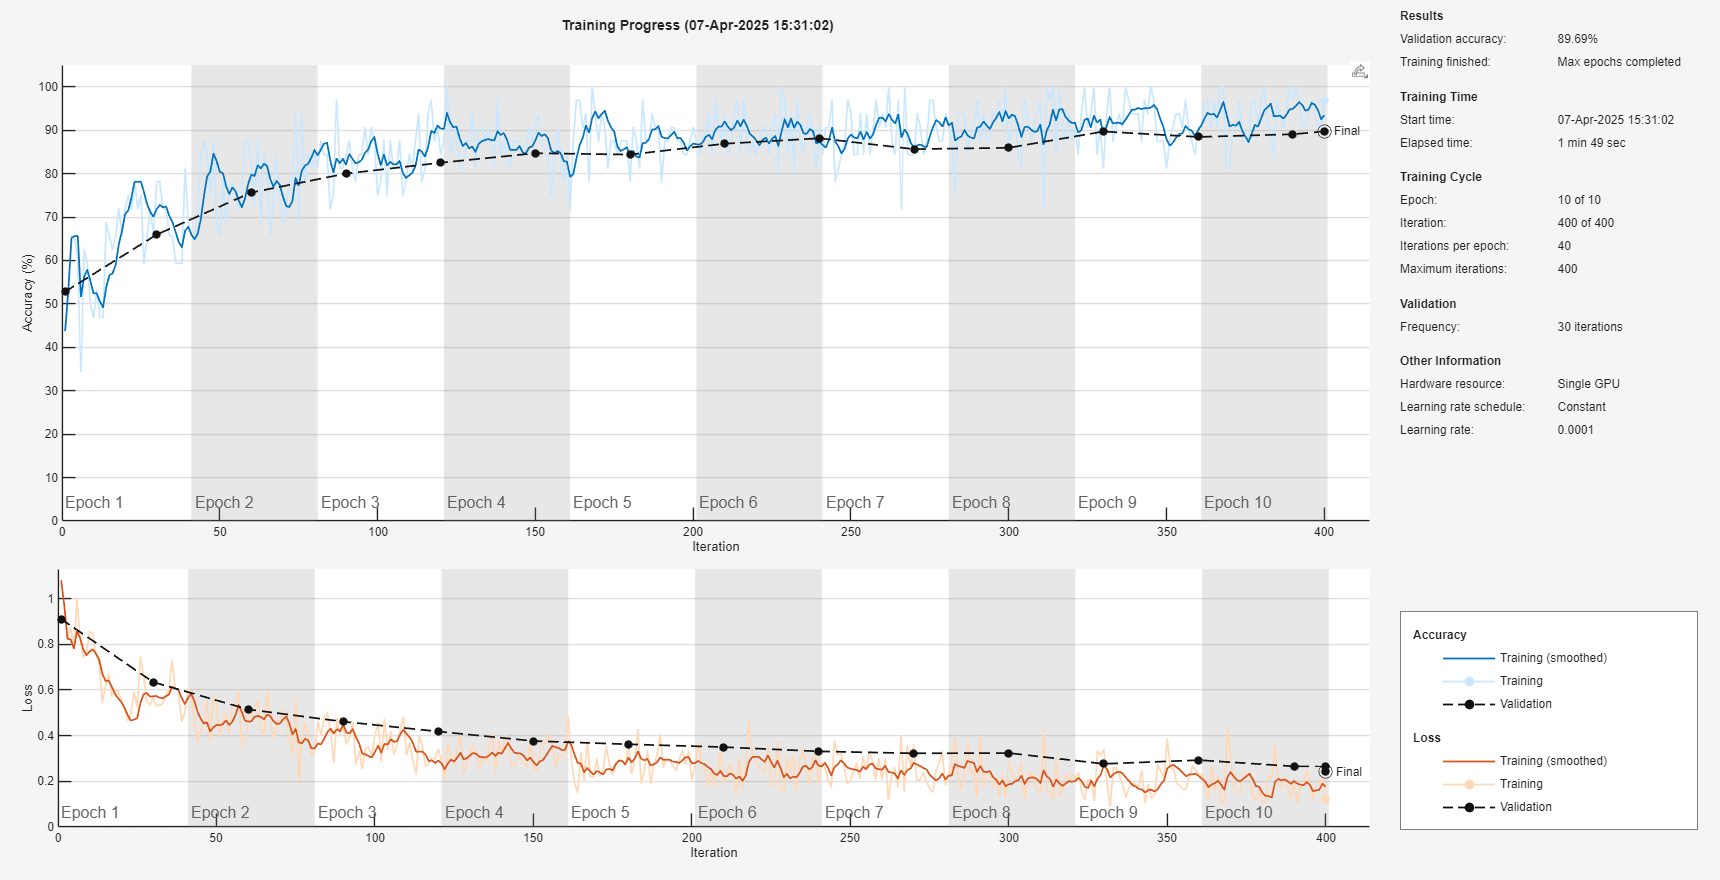 Training Progress (07-Apr-2025 15:31:02)
Accuracy (%)
100
90
80
70
60
50
40
30
20
10
0
Final
Epoch 1 Epoch 2 Epoch 3 Epoch 4 Epoch 5 Epoch 6 Epoch 7 Epoch 8 Epoch 9 Epoch 10
0 50 100 150 200 250 300 350 400
Iteration
Loss
1
0.8
0.6
0.4
0.2
0
Final
Epoch 1 Epoch 2 Epoch 3 Epoch 4 Epoch 5 Epoch 6 Epoch 7 Epoch 8 Epoch 9 Epoch 10
0 50 100 150 200 250 300 350 400
Iteration
Results
Validation accuracy: 89.69%
Training finished: Max epochs completed
Training Time
Start time: 07-Apr-2025 15:31:02
Elapsed time: 1 min 49 sec
Training Cycle
Epoch: 10 of 10
Iteration: 400 of 400
Iterations per epoch: 40
Maximum iterations: 400
Validation
Frequency: 30 iterations
Other Information
Hardware resource: Single GPU
Learning rate schedule: Constant
Learning rate: 0.0001
Accuracy
Training (smoothed)
Training
Validation
Loss
Training (smoothed)
Training
Validation